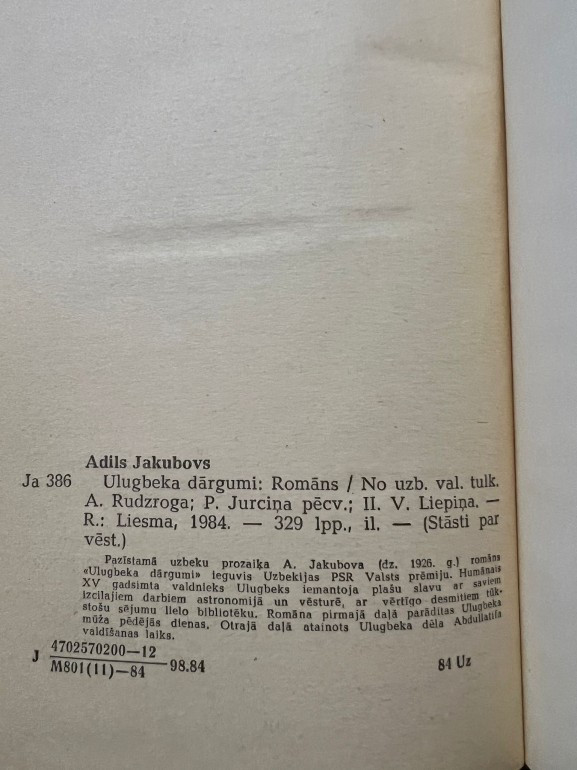 Adils Jakubovs
Ja 386 Ulugbeka dārgumi: Romāns / No uzb. val. tulk.
A. Rudzroga; P. Jurciņa pēcv.; Il. V. Liepiņa. —
R.: Liesma, 1984. — 329 lpp., il. — (Stāsti par
vēst.)
Pazīstamā uzbeku prozaiķa A. Jakubova (dz. 1926. g.) romāns
«Ulugbeka dārgumi» ieguvis Uzbekijas PSR Valsts prēmiju. Humānais
XV gadsimta valdnieks Ulugbeks iemantoja plašu slavu ar saviem
izcilajiem darbiem astronomijā un vēsturē, ar vērtīgo desmitiem tūk-
stošu sējumu lielo bibliotēku. Romāna pirmajā daļā parādītas Ulugbeka
mūža pēdējās dienas. Otrajā daļā atainots Ulugbeka dēla Abdullatifa
valdīšanas laiks.
J 4702570200—12
M801(11)—84 98.84 84 Uz